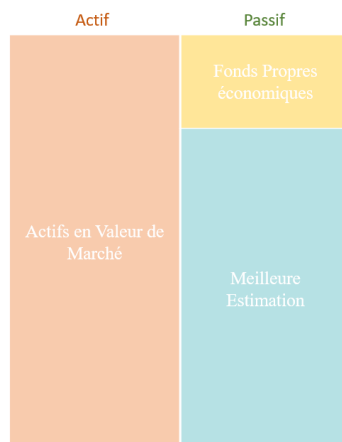 Actif
Passif
Fonds Propres
économiques
Actifs en Valeur de
Marché
Meilleure
Estimation